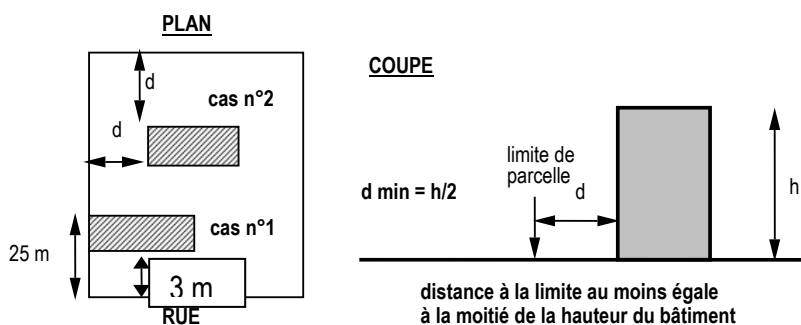 PLAN
d
cas n°2
d
25 m
cas n°1
3 m
RUE
COUPE
limite de
parcelle
d min = h/2
d
h
distance à la limite au moins égale
à la moitié de la hauteur du bâtiment